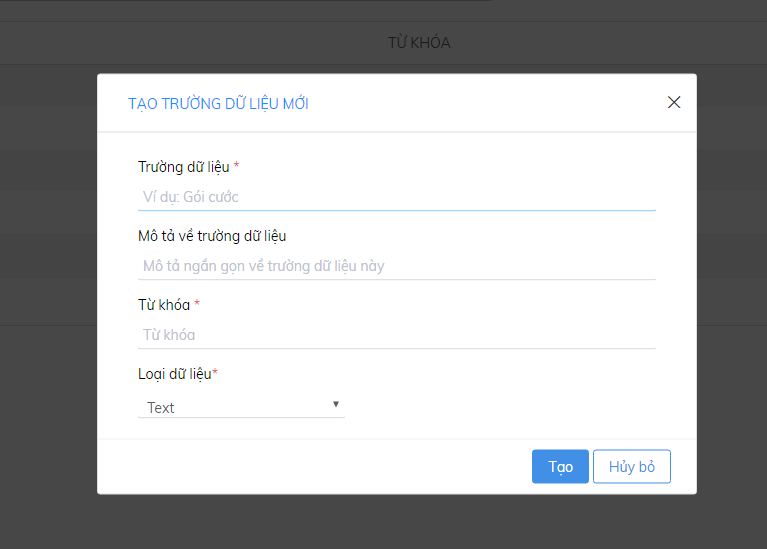 TỪ KHÓA
TẠO TRƯỜNG DỮ LIỆU MỚI
Trường dữ liệu *
Ví dụ: Gói cước
Mô tả về trường dữ liệu
Mô tả ngắn gọn về trường dữ liệu này
Từ khóa *
Từ khóa
Loại dữ liệu*
Text
Tạo Hủy bỏ